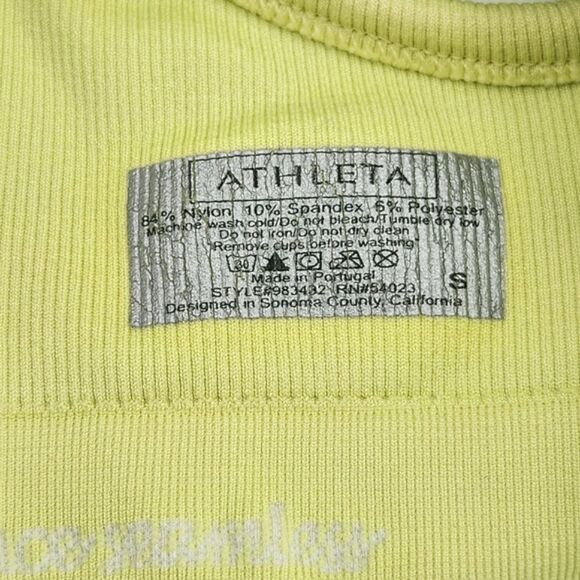 ATHLETA
84% Nylon 10% Spandex 6% Polyester
Machine wash cold/Do not bleach/Tumble dry low
Do not iron/Do not dry clean
"Remove cups before washing"
30
Made in Portugal
STYLE#983432 RN#54023
S
Designed in Sonoma County, California
seamless